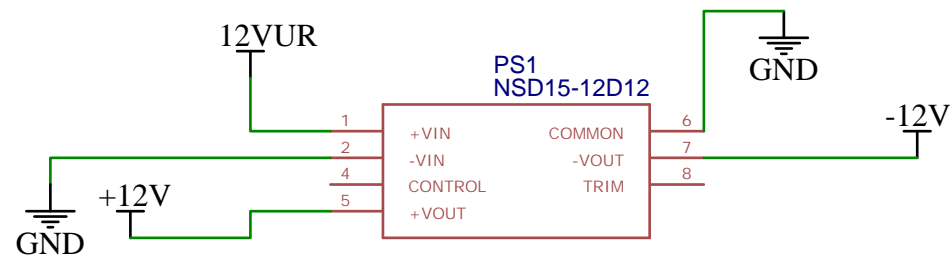 12VUR
GND
PS1
NSD15-12D12
1
+VIN
COMMON
6
-12V
2
-VIN
-VOUT
7
4
CONTROL
TRIM
8
+12V
5
+VOUT
GND